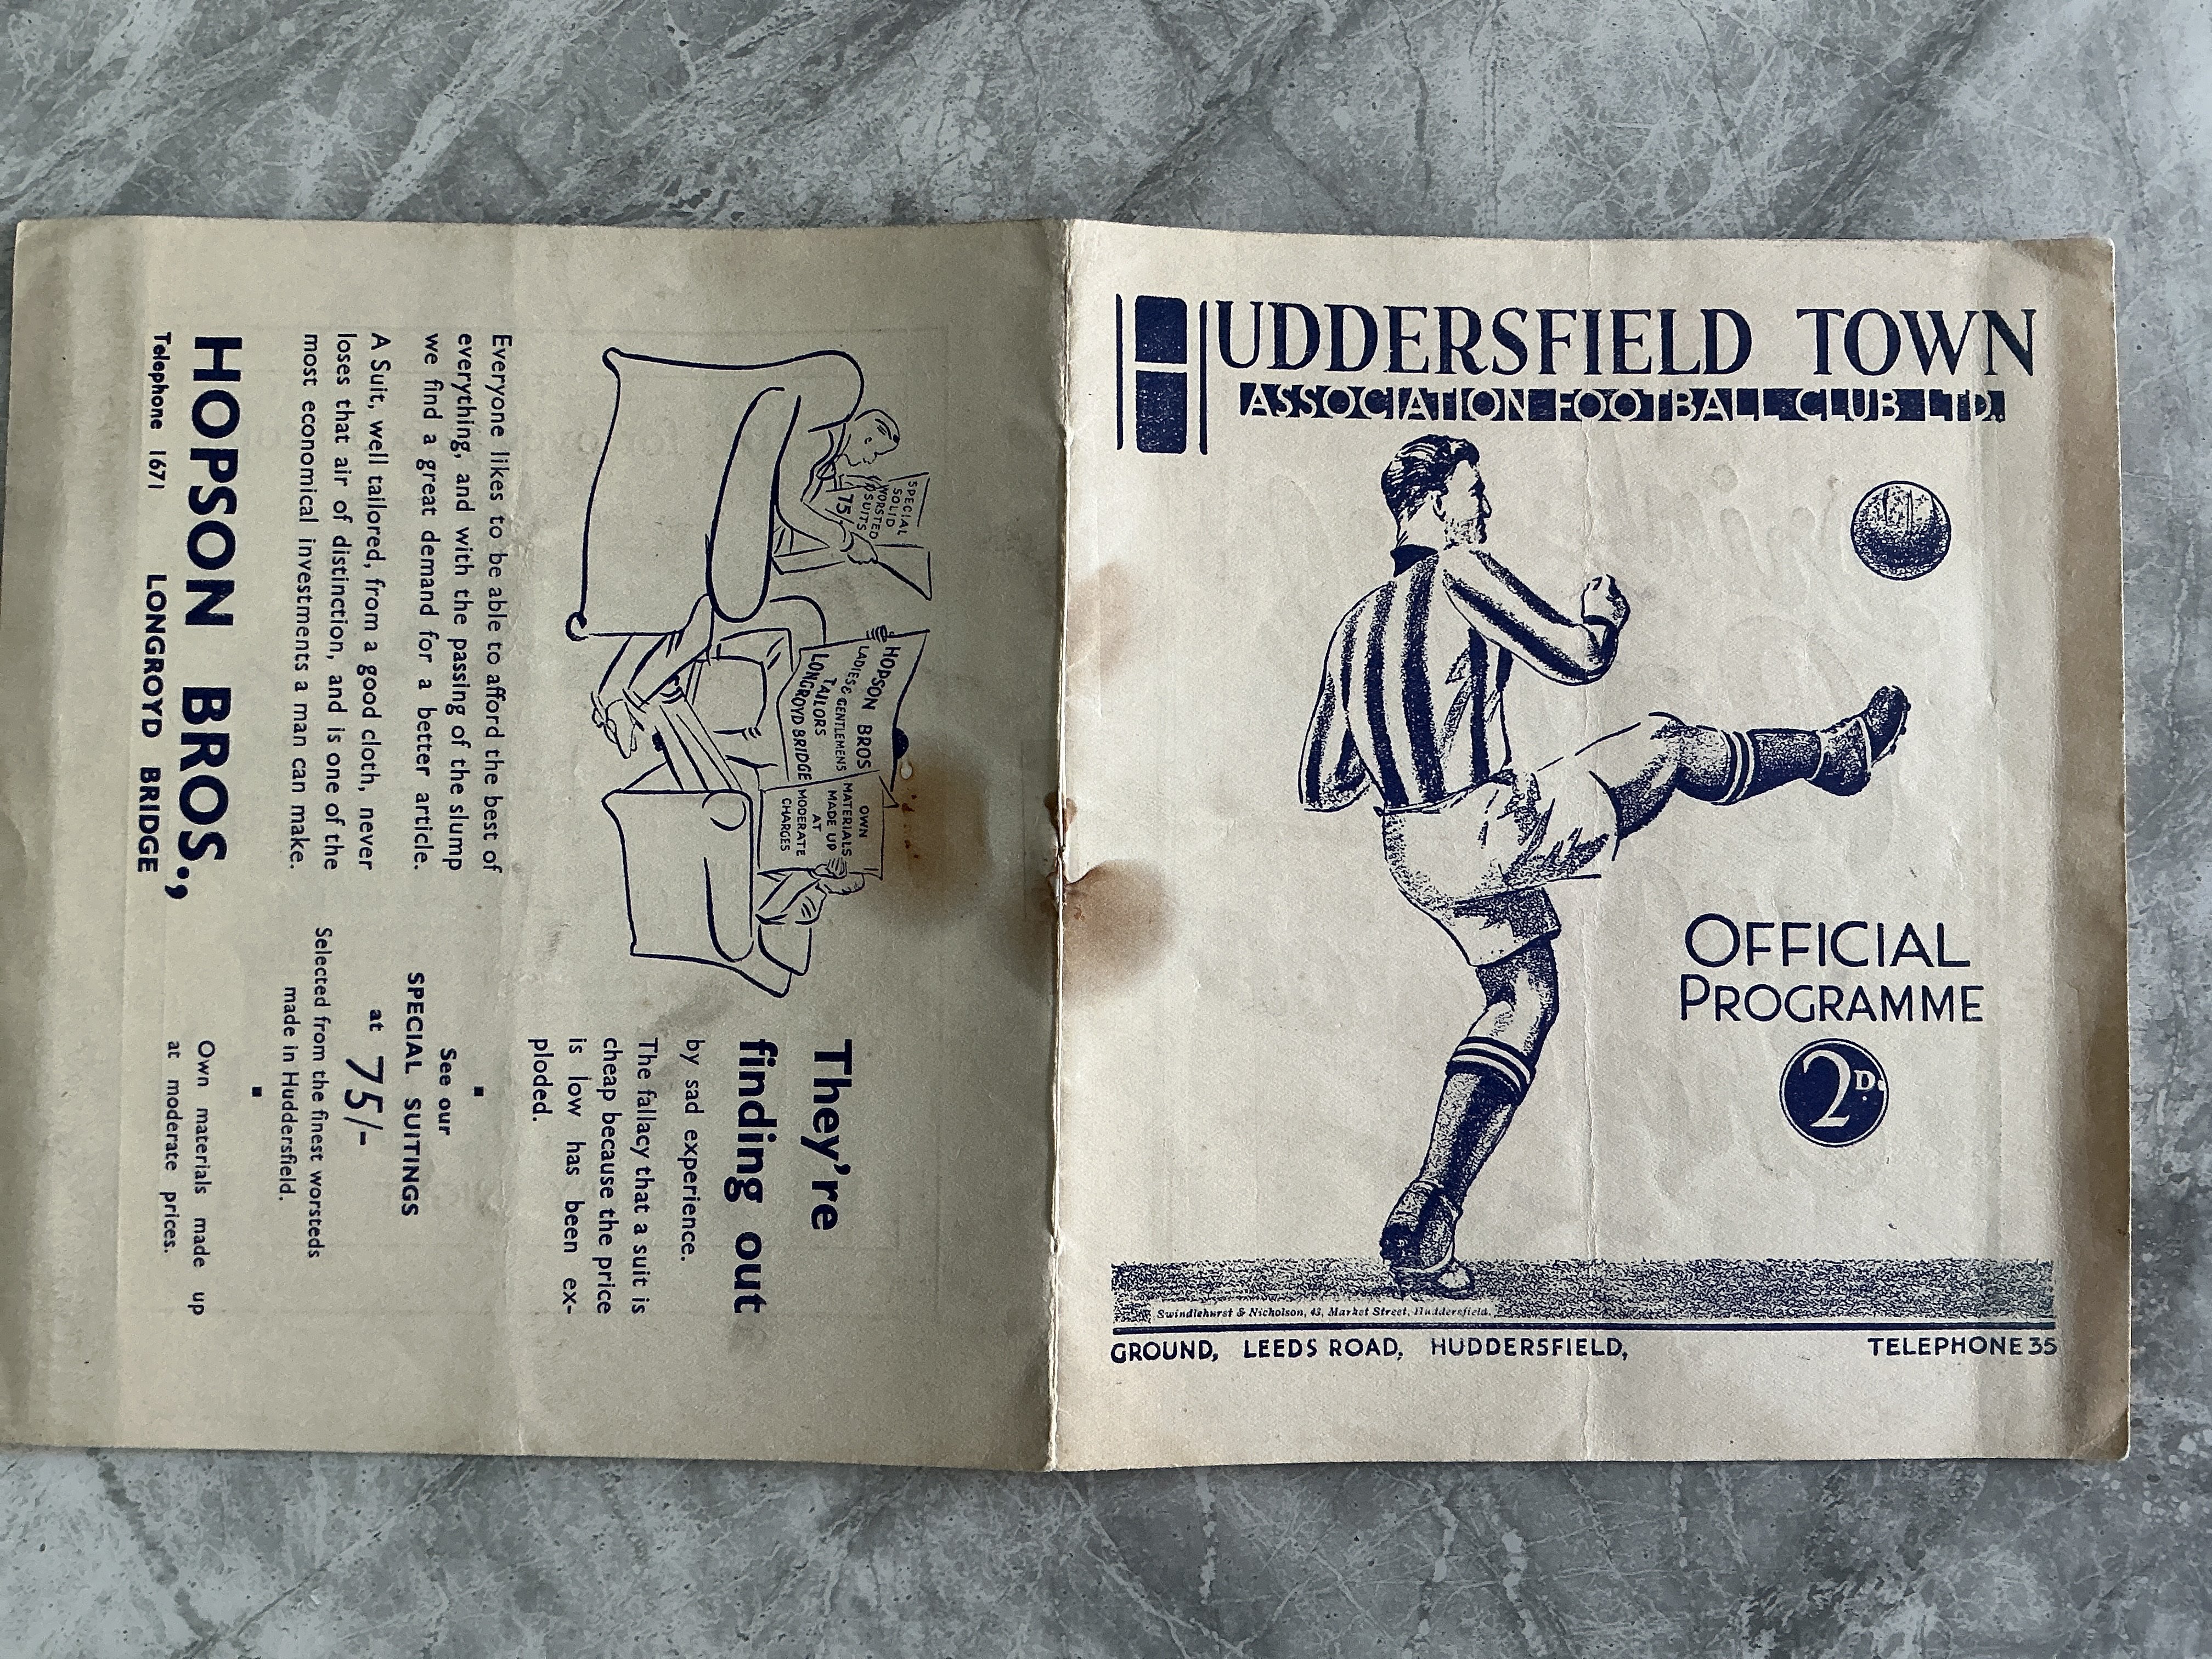 HUDDERSFIELD TOWN
ASSOCIATION FOOTBALL CLUB LTD.
OFFICIAL
PROGRAMME
2D.
Swindlehurst & Nicholson, 43, Market Street, Huddersfield.
GROUND, LEEDS ROAD, HUDDERSFIELD,
TELEPHONE 35
SPECIAL
SOLID
WORSTED
SUITS
75/-
HOPSON BROS
LADIES & GENTLEMENS
TAILORS
LONGROYD BRIDGE
OWN
MATERIALS
MADE UP
AT
MODERATE
CHARGES
They're
finding out
by sad experience.
The fallacy that a suit is
cheap because the price
is low has been ex-
ploded.
Everyone likes to be able to afford the best of
everything, and with the passing of the slump
we find a great demand for a better article.
A Suit, well tailored, from a good cloth, never
loses that air of distinction, and is one of the
most economical investments a man can make.
See our
SPECIAL SUITINGS
at 75/-
Selected from the finest worsteds
made in Huddersfield.
HOPSON BROS.,
Telephone 1671 LONGROYD BRIDGE
Own materials made up
at moderate prices.